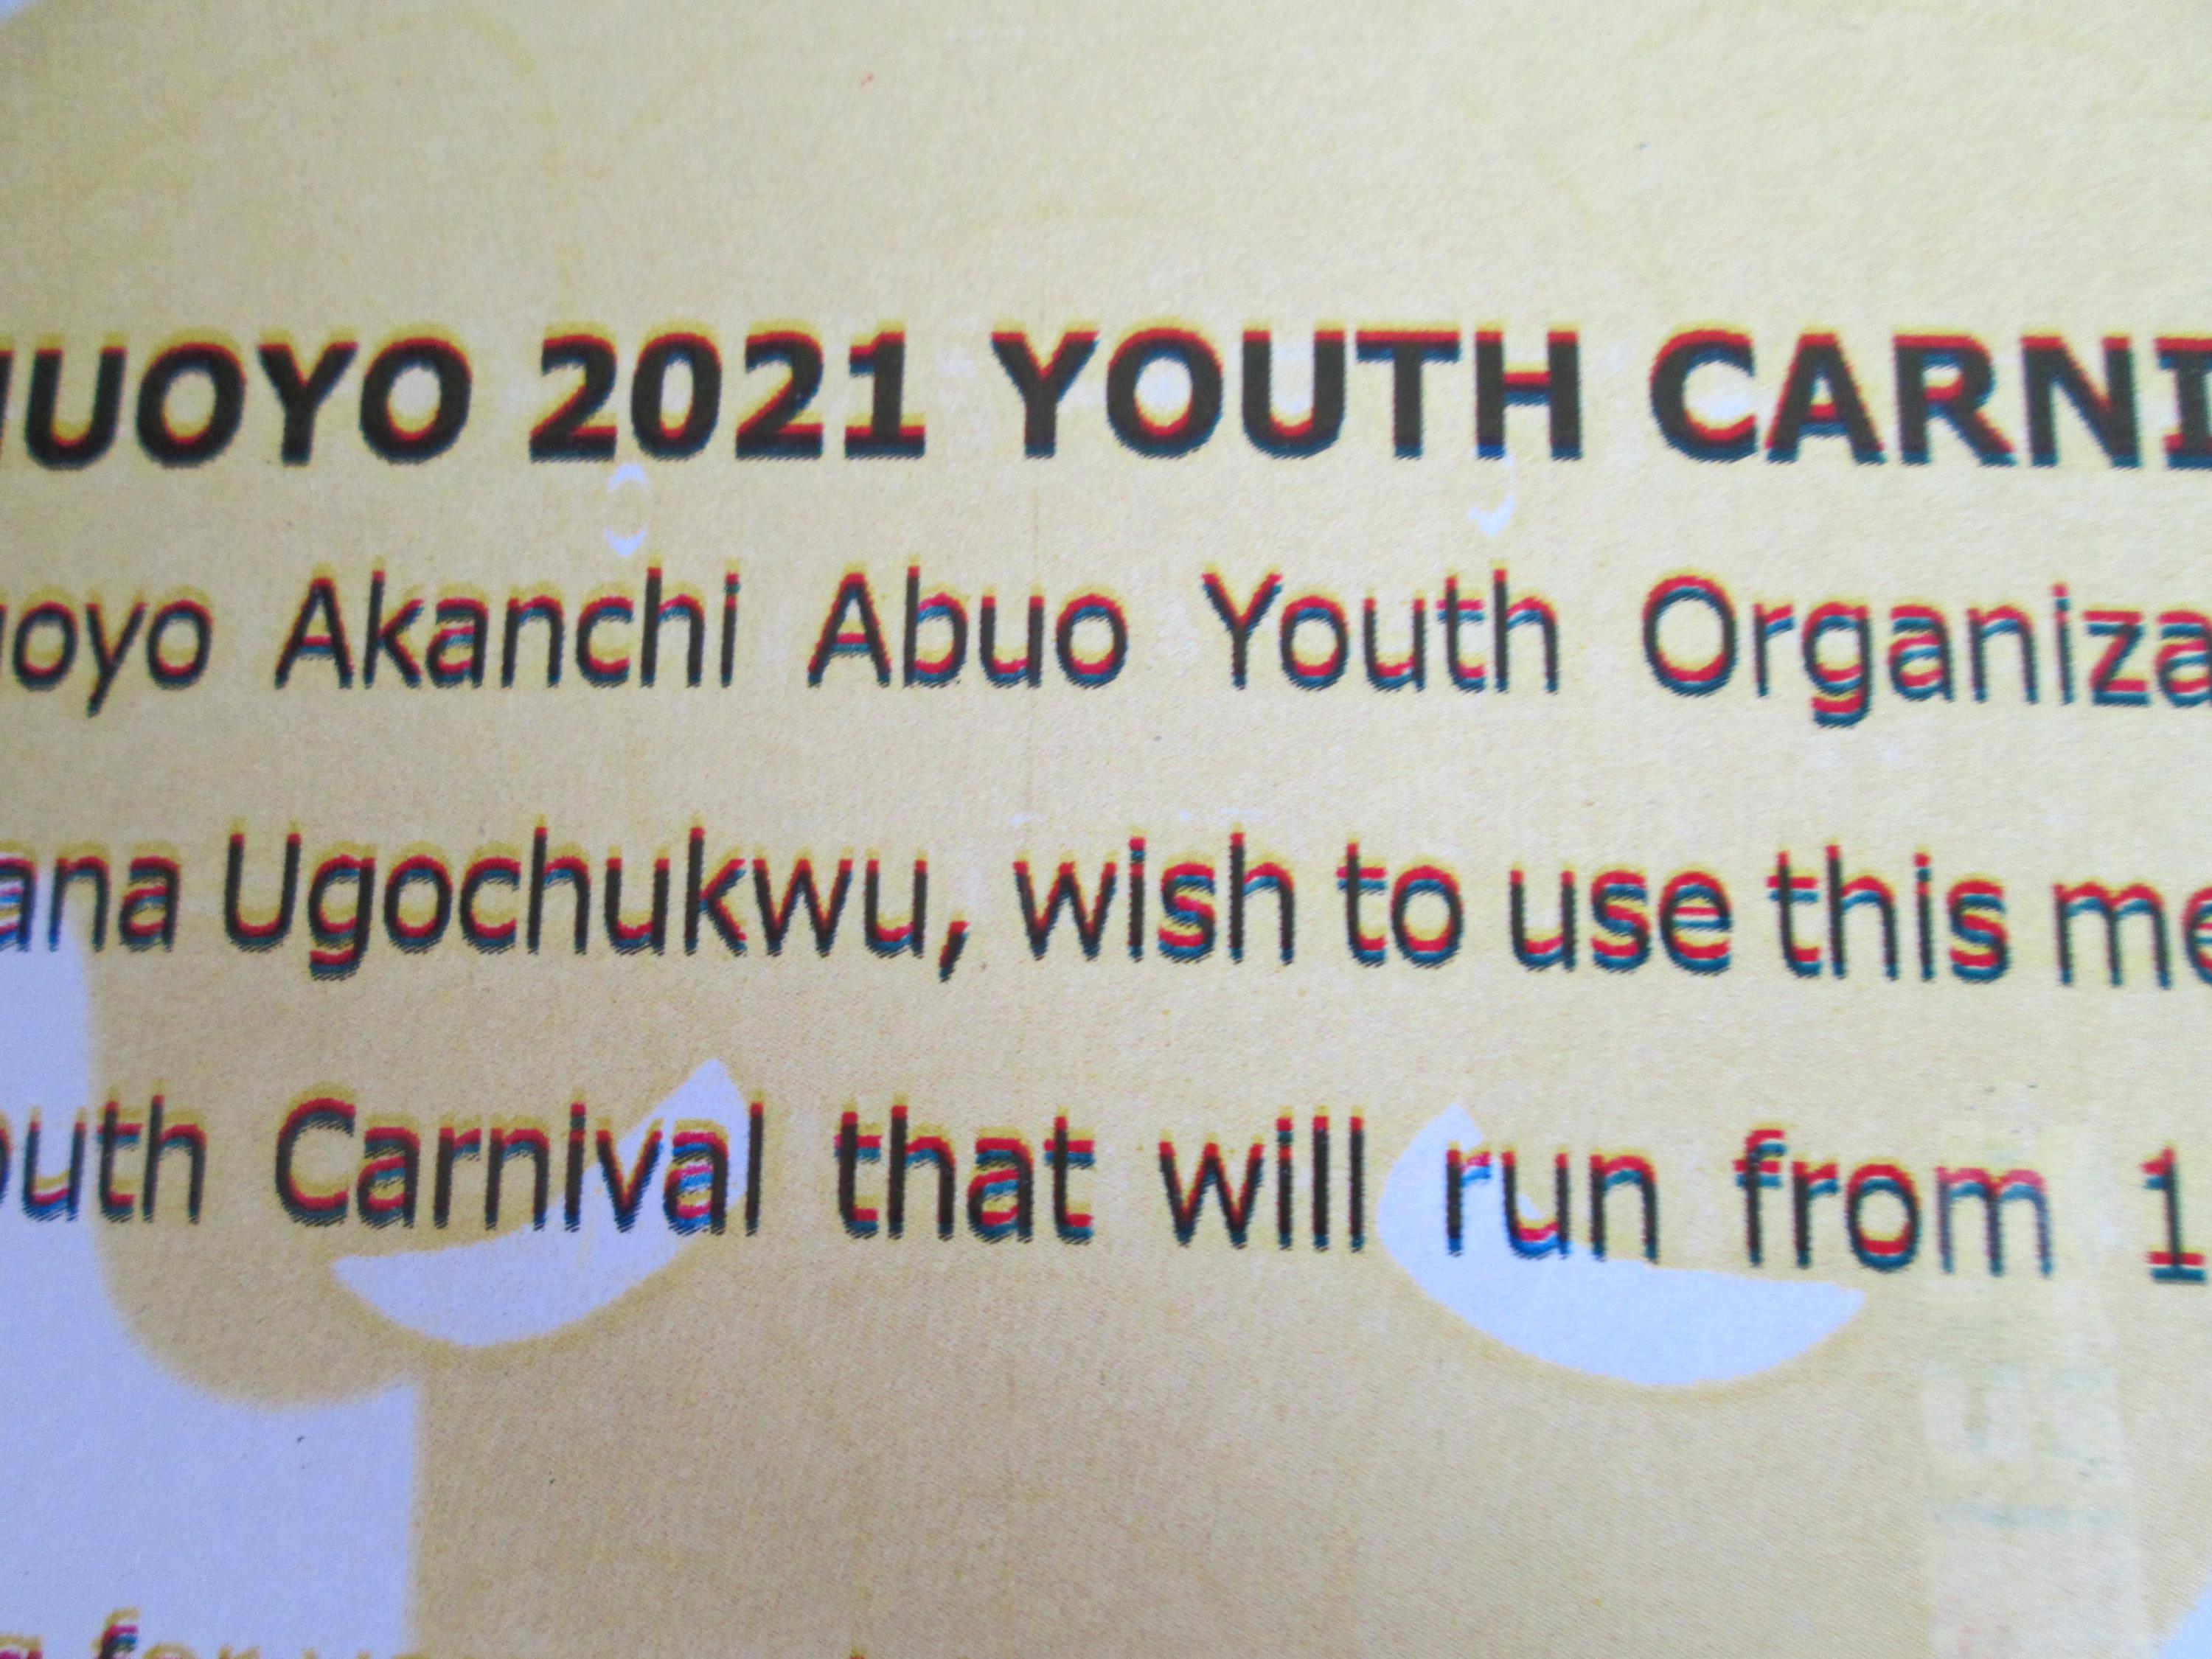 UOYO 2021 YOUTH CARNI
oyo Akanchi Abuo Youth Organiza
ana Ugochukwu, wish to use this me
outh Carnival that will run from 1